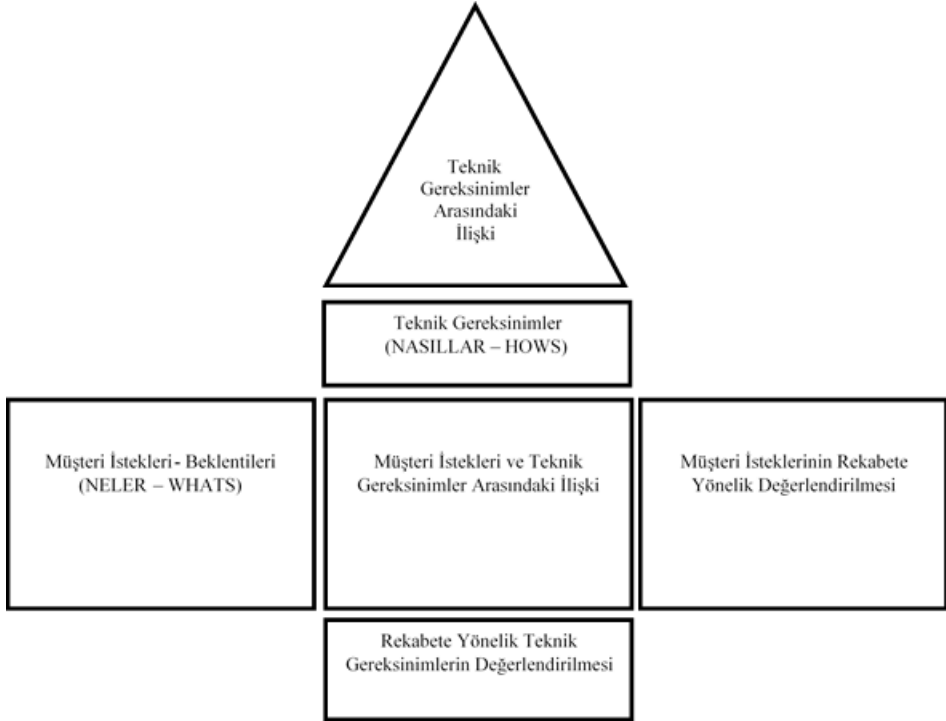 Teknik
Gereksinimler
Arasındaki
İlişki
Teknik Gereksinimler
(NASILLAR – HOWS)
Müşteri İstekleri - Beklentileri
(NELER – WHATS)
Müşteri İstekleri ve Teknik
Gereksinimler Arasındaki İlişki
Müşteri İsteklerinin Rekabete
Yönelik Değerlendirilmesi
Rekabete Yönelik Teknik
Gereksinimlerin Değerlendirilmesi